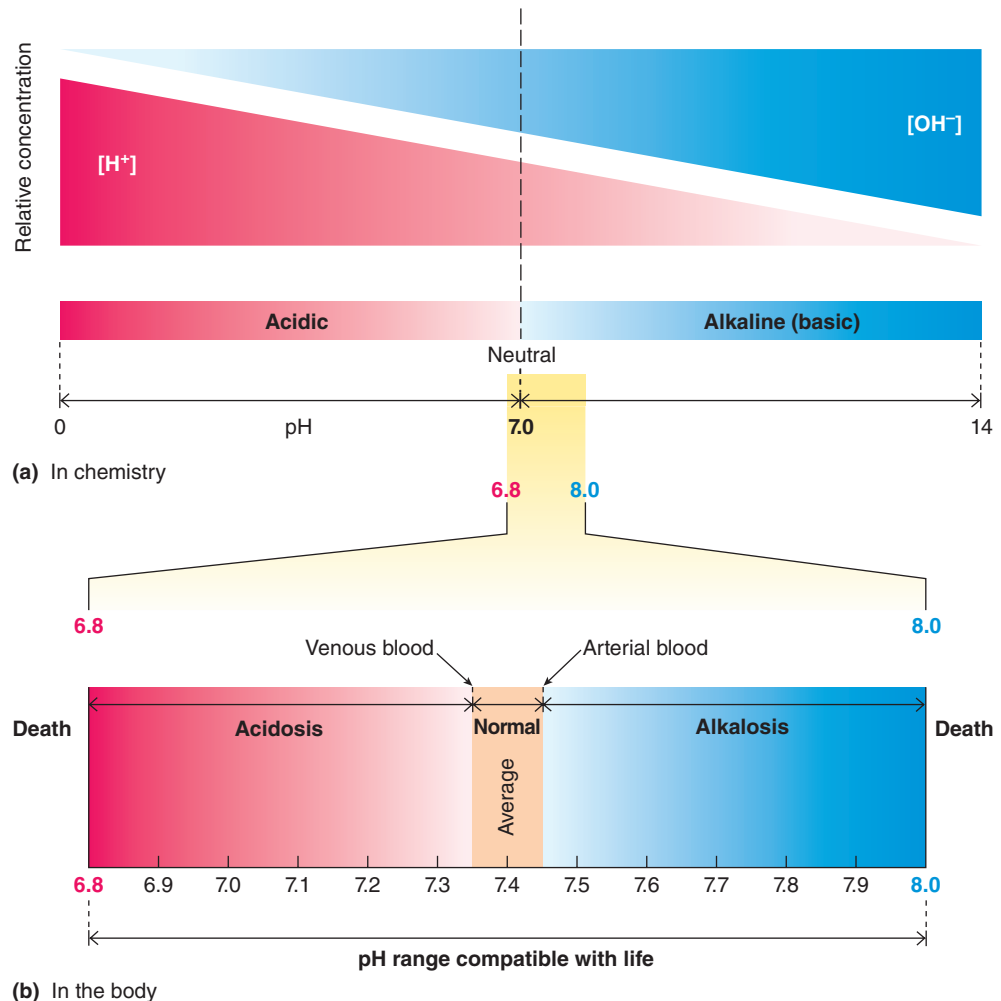 Relative concentration
[H⁺]
[OH⁻]
Acidic
Alkaline (basic)
Neutral
0
pH
7.0
14
(a) In chemistry
6.8
8.0
6.8
8.0
Venous blood
Arterial blood
Death
Acidosis
Normal
Alkalosis
Death
Average
6.8
6.9
7.0
7.1
7.2
7.3
7.4
7.5
7.6
7.7
7.8
7.9
8.0
pH range compatible with life
(b) In the body